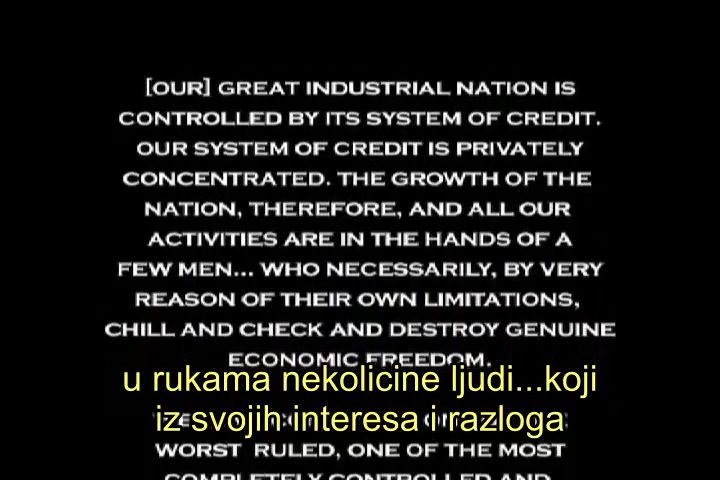 [OUR] GREAT INDUSTRIAL NATION IS
CONTROLLED BY ITS SYSTEM OF CREDIT.
OUR SYSTEM OF CREDIT IS PRIVATELY
CONCENTRATED. THE GROWTH OF THE
NATION, THEREFORE, AND ALL OUR
ACTIVITIES ARE IN THE HANDS OF A
FEW MEN... WHO NECESSARILY, BY VERY
REASON OF THEIR OWN LIMITATIONS,
CHILL AND CHECK AND DESTROY GENUINE
ECONOMIC FREEDOM.
u rukama nekolicine ljudi...koji
iz svojih interesa i razloga
WORST RULED, ONE OF THE MOST
COMPLETELY CONTROLLED AND